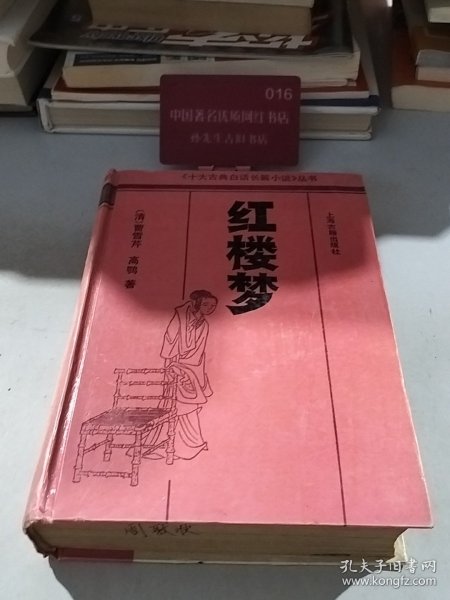 016
中国著名优质网红书店
孙先生古旧书店
《十大古典白话长篇小说》丛书
红楼梦
(清)曹雪芹 高鹗 著
上海古籍出版社
孔夫子旧书网
www.kongfz.com